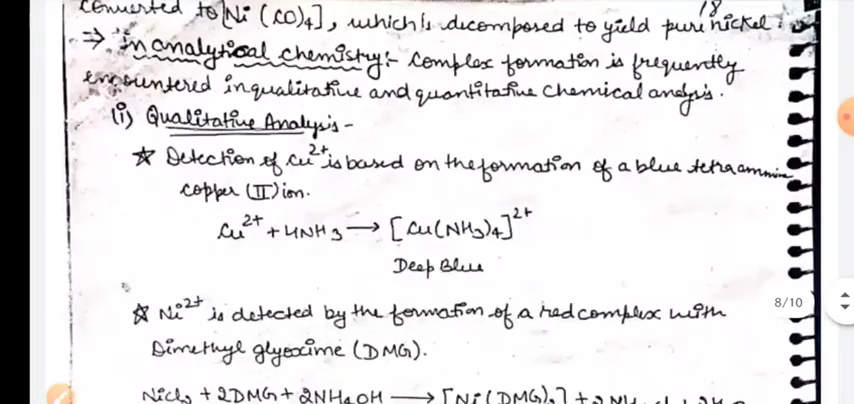 converted to [Ni(CO)4], which is decomposed to yield pure nickel.
18
⇒ In analytical chemistry:- Complex formation is frequently
encountered in qualitative and quantitative chemical analysis.
(i) Qualitative Analysis -
☆ Detection of Cu²⁺ is based on the formation of a blue tetraammine
copper (II) ion.
Cu²⁺ + 4NH₃ → [Cu(NH₃)₄]²⁺
Deep Blue
8/10
☆ Ni²⁺ is detected by the formation of a red complex with
Dimethyl glyoxime (DMG).
NiCl₂ + 2DMG + 2NH₄OH → [Ni(DMG)₂] +